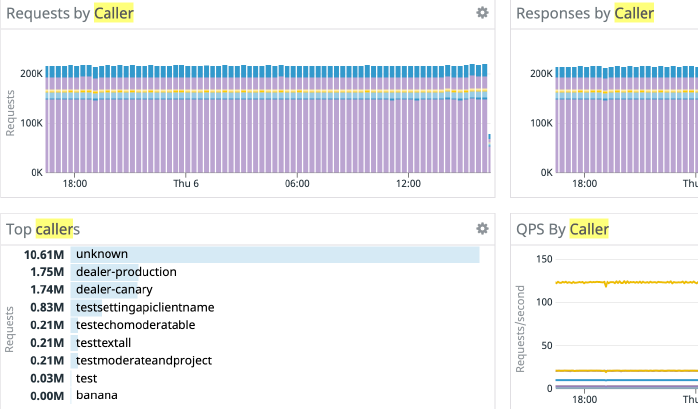 Requests by Caller
Requests
200K
100K
0K
18:00
Thu 6
06:00
12:00
Responses by Caller
200K
100K
0K
18:00
Thu
Top callers
Requests
10.61M unknown
1.75M dealer-production
1.74M dealer-canary
0.83M testsettingapiclientname
0.21M testechomoderatable
0.21M testtextall
0.21M testmoderateandproject
0.03M test
0.00M banana
QPS By Caller
Requests/second
150
100
50
0
18:00
Thu